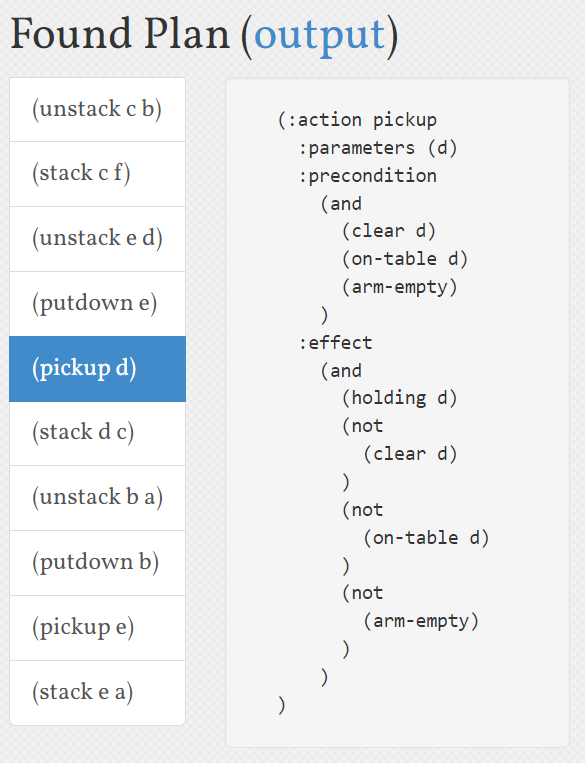 Found Plan (output)
(unstack c b)
(stack c f)
(unstack e d)
(putdown e)
(pickup d)
(stack d c)
(unstack b a)
(putdown b)
(pickup e)
(stack e a)
(:action pickup
  :parameters (d)
  :precondition
    (and
      (clear d)
      (on-table d)
      (arm-empty)
    )
  :effect
    (and
      (holding d)
      (not
        (clear d)
      )
      (not
        (on-table d)
      )
      (not
        (arm-empty)
      )
    )
)